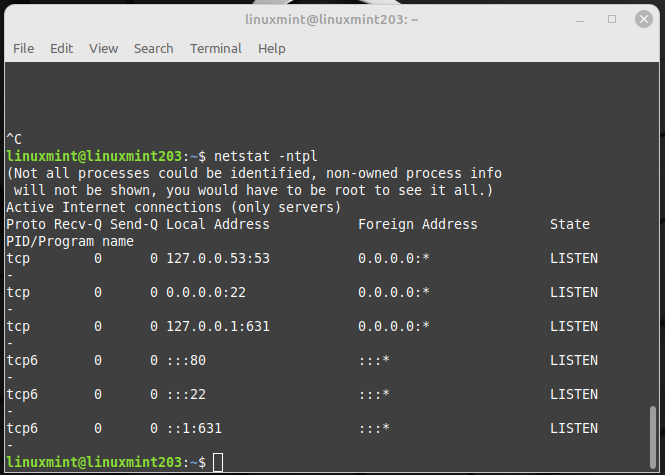 linuxmint@linuxmint203: ~
File Edit View Search Terminal Help
^C
linuxmint@linuxmint203:~$ netstat -ntpl
(Not all processes could be identified, non-owned process info
 will not be shown, you would have to be root to see it all.)
Active Internet connections (only servers)
Proto Recv-Q Send-Q Local Address           Foreign Address         State
PID/Program name
tcp        0      0 127.0.0.53:53           0.0.0.0:*               LISTEN
-
tcp        0      0 0.0.0.0:22              0.0.0.0:*               LISTEN
-
tcp        0      0 127.0.0.1:631           0.0.0.0:*               LISTEN
-
tcp6       0      0 :::80                   :::*                    LISTEN
-
tcp6       0      0 :::22                   :::*                    LISTEN
-
tcp6       0      0 ::1:631                 :::*                    LISTEN
-
linuxmint@linuxmint203:~$